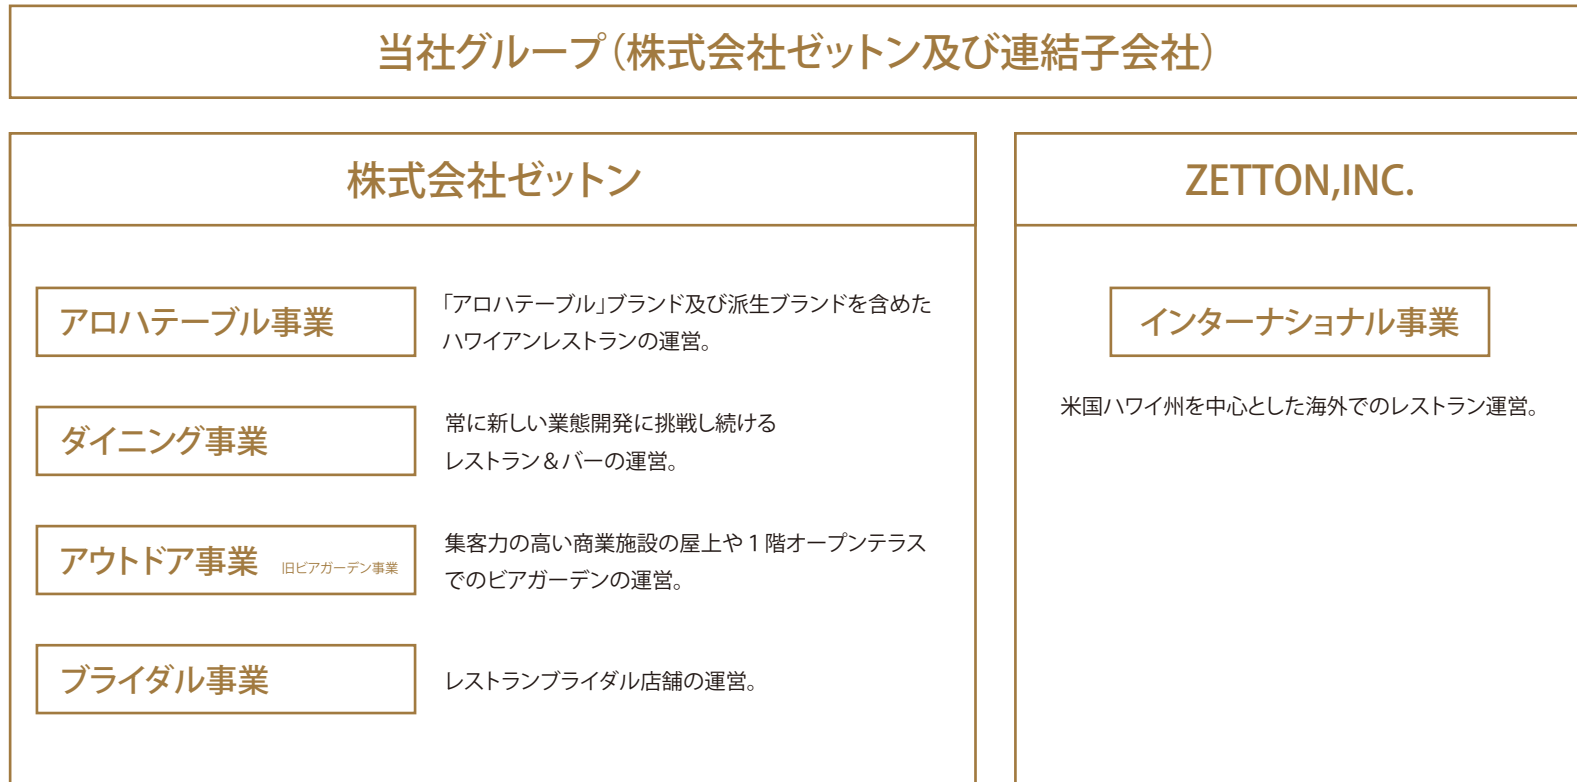 当社グループ（株式会社ゼットン及び連結子会社）
株式会社ゼットン
アロハテーブル事業
「アロハテーブル」ブランド及び派生ブランドを含めた
ハワイアンレストランの運営。
ダイニング事業
常に新しい業態開発に挑戦し続ける
レストラン＆バーの運営。
アウトドア事業 旧ビアガーデン事業
集客力の高い商業施設の屋上や１階オープンテラス
でのビアガーデンの運営。
ブライダル事業
レストランブライダル店舗の運営。
ZETTON,INC.
インターナショナル事業
米国ハワイ州を中心とした海外でのレストラン運営。